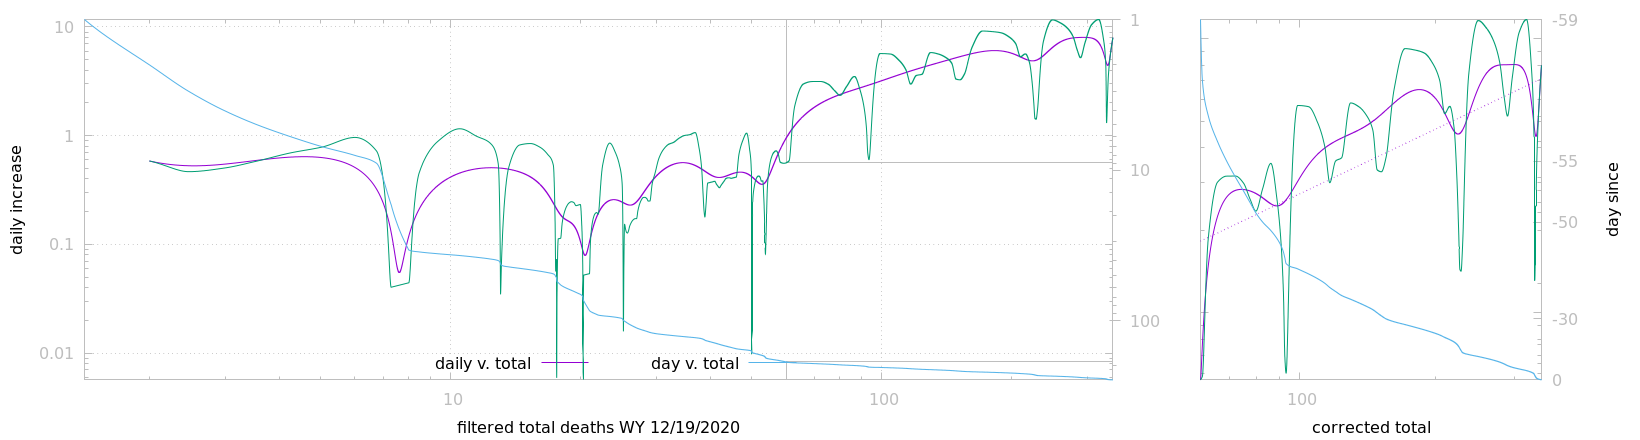 10
1
0.1
0.01
daily increase
daily v. total
day v. total
10
100
1
10
100
filtered total deaths WY 12/19/2020
-59
-55
-50
-30
0
day since
100
corrected total